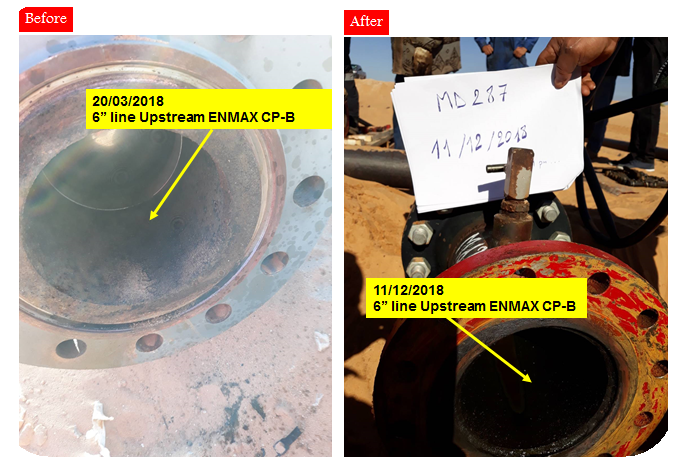 Before
After
20/03/2018
6” line Upstream ENMAX CP-B
MD 287
11/12/2018
11/12/2018
6” line Upstream ENMAX CP-B